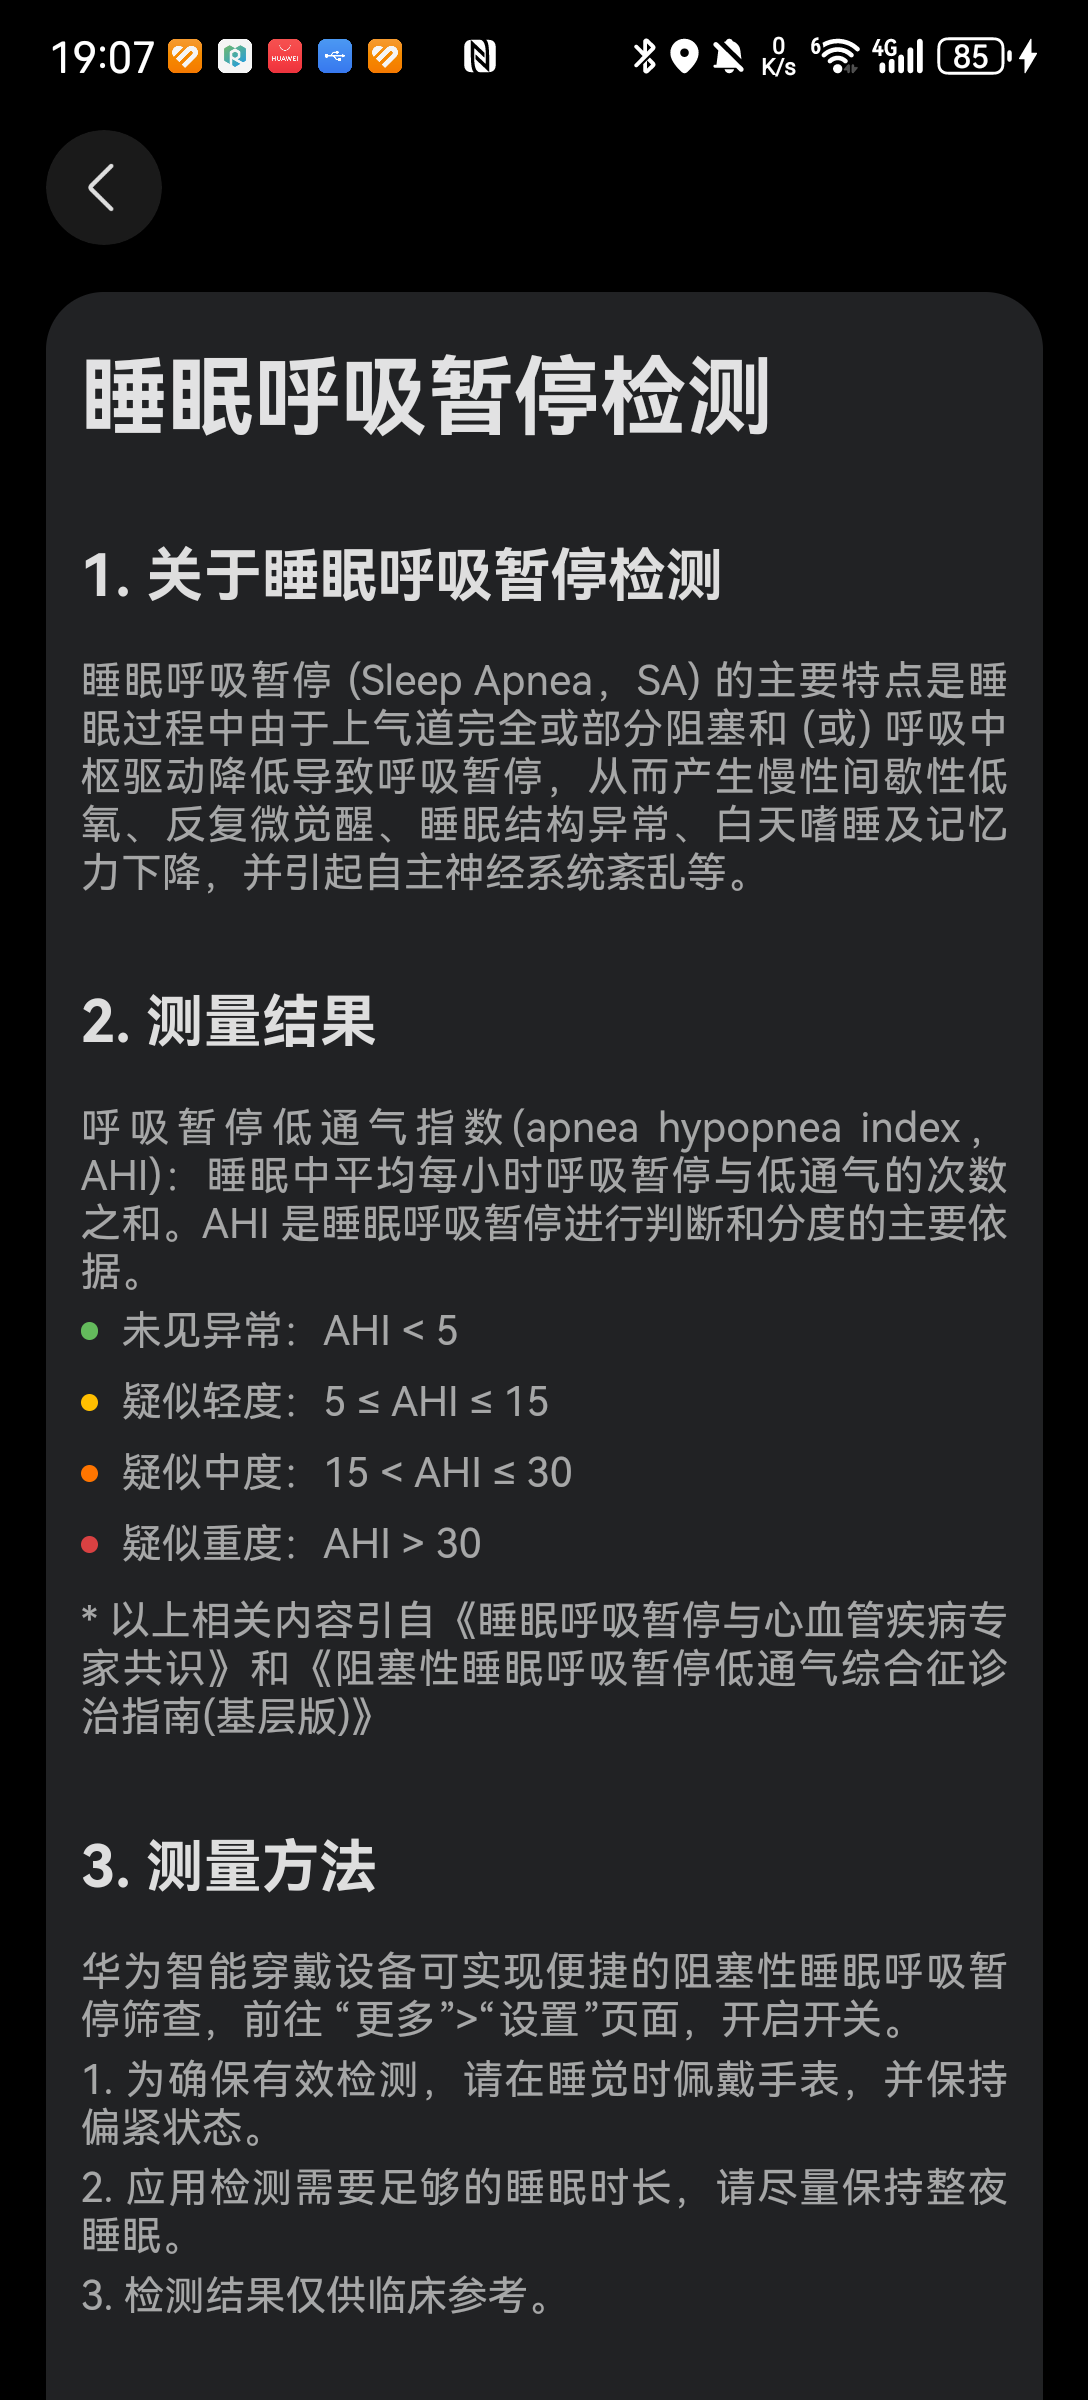 19:07
HUAWEI
0
K/s
6
4G
85
睡眠呼吸暂停检测
1. 关于睡眠呼吸暂停检测
睡眠呼吸暂停 (Sleep Apnea，SA) 的主要特点是睡
眠过程中由于上气道完全或部分阻塞和 (或) 呼吸中
枢驱动降低导致呼吸暂停，从而产生慢性间歇性低
氧、反复微觉醒、睡眠结构异常、白天嗜睡及记忆
力下降，并引起自主神经系统紊乱等。
2. 测量结果
呼吸暂停低通气指数(apnea hypopnea index，
AHI)：睡眠中平均每小时呼吸暂停与低通气的次数
之和。AHI 是睡眠呼吸暂停进行判断和分度的主要依
据。
未见异常：AHI < 5
疑似轻度：5 ≤ AHI ≤ 15
疑似中度：15 < AHI ≤ 30
疑似重度：AHI > 30
* 以上相关内容引自《睡眠呼吸暂停与心血管疾病专
家共识》和《阻塞性睡眠呼吸暂停低通气综合征诊
治指南(基层版)》
3. 测量方法
华为智能穿戴设备可实现便捷的阻塞性睡眠呼吸暂
停筛查，前往 “更多”>“设置”页面，开启开关。
1. 为确保有效检测，请在睡觉时佩戴手表，并保持
偏紧状态。
2. 应用检测需要足够的睡眠时长，请尽量保持整夜
睡眠。
3. 检测结果仅供临床参考。